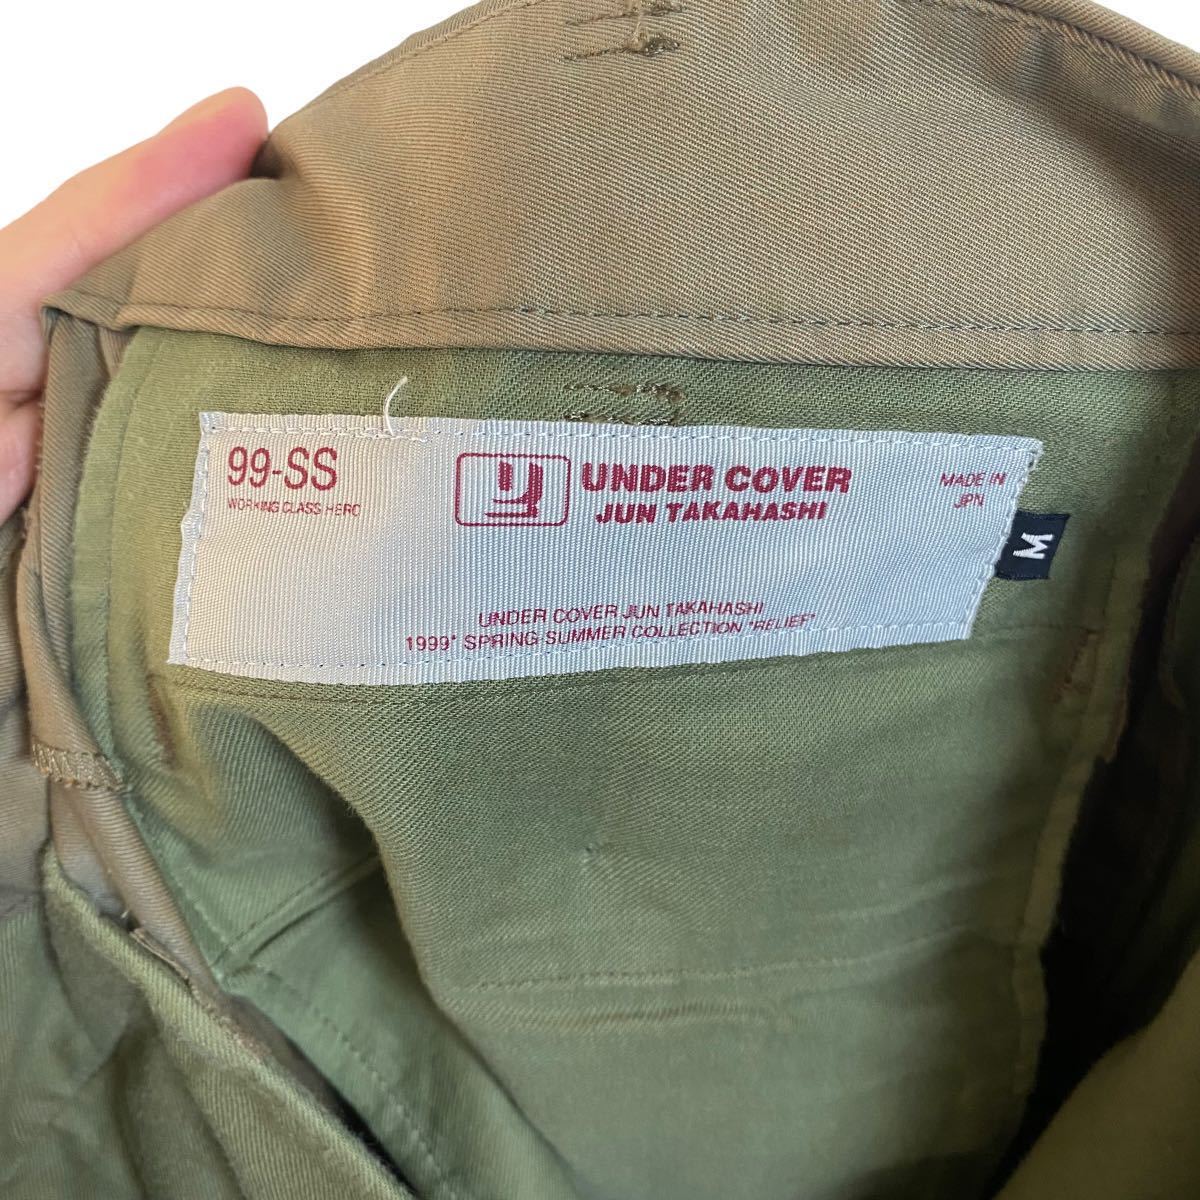 99-SS
WORKING CLASS HERO
UNDER COVER
JUN TAKAHASHI
MADE IN
JPN
M
UNDER COVER JUN TAKAHASHI
1999' SPRING SUMMER COLLECTION "RELIEF"